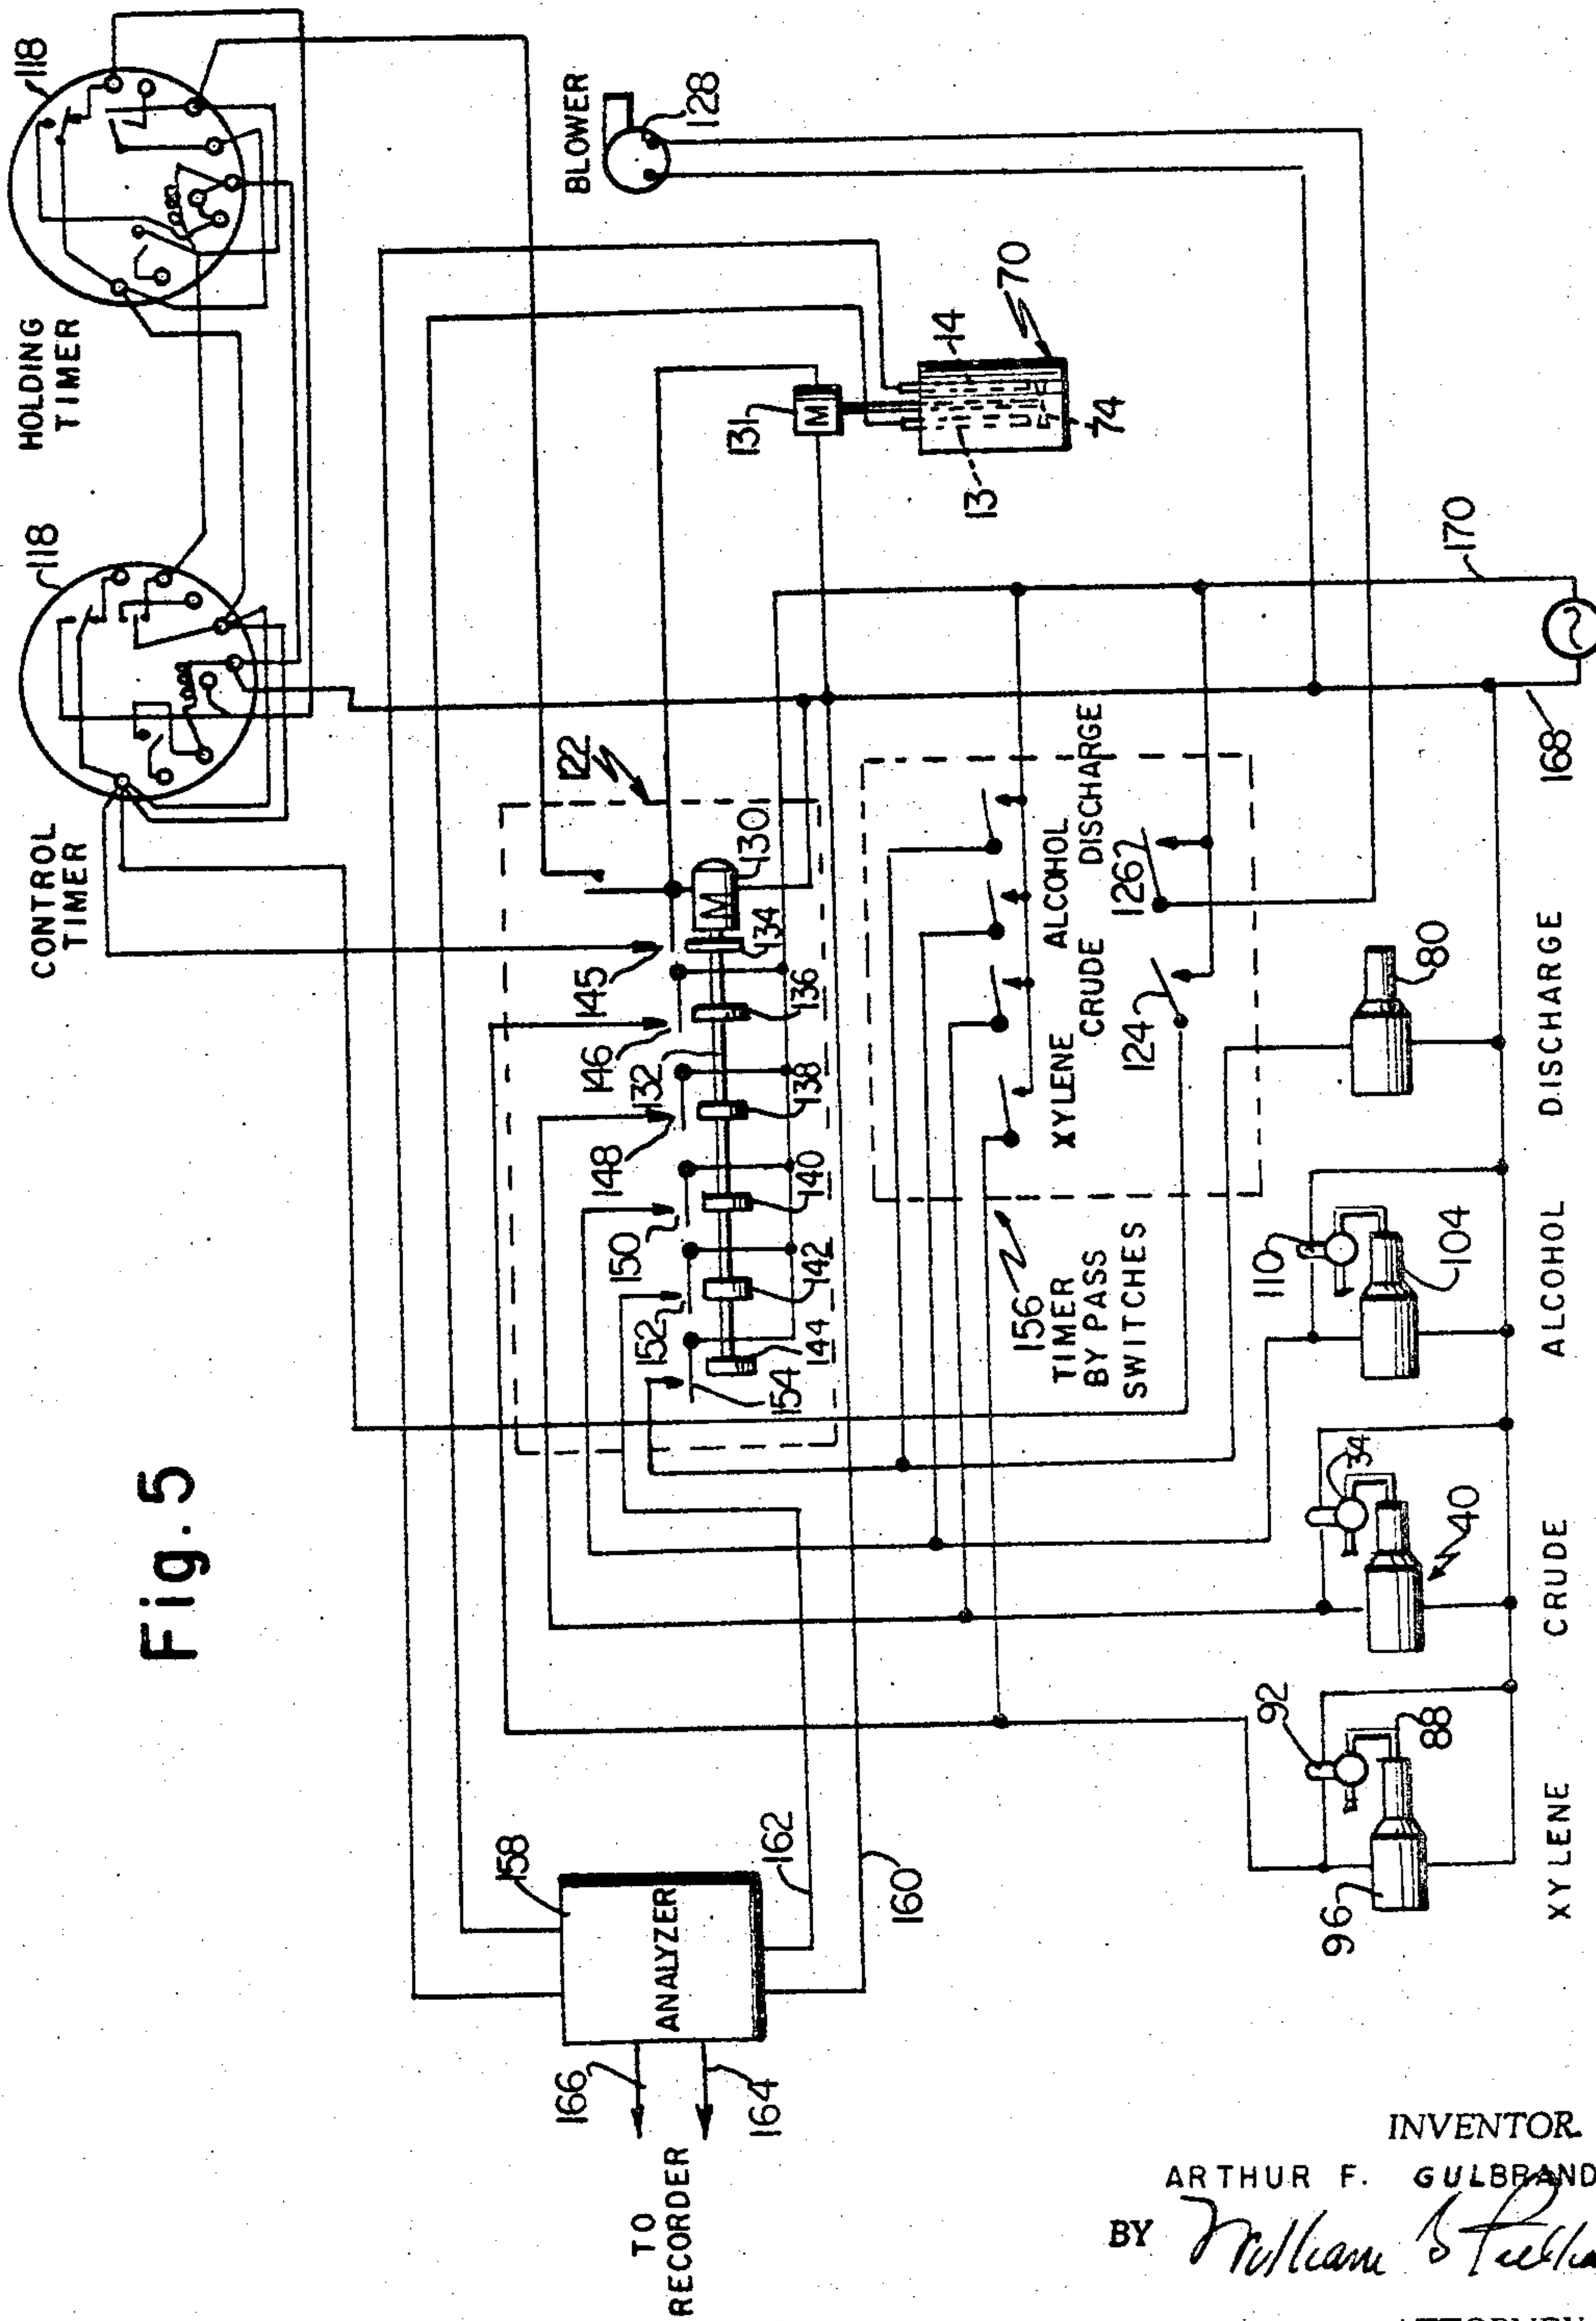 Fig. 5
CONTROL
TIMER
118
HOLDING
TIMER
118
BLOWER
128
122
130
131
M
M
134
136
138
140
142
144
132
145
146
148
150
152
154
13
14
70
74
156
TIMER
BY PASS
SWITCHES
XYLENE
CRUDE
ALCOHOL
DISCHARGE
124
126
158
ANALYZER
162
160
166
164
TO
RECORDER
168
170
96
92
88
XYLENE
34
40
CRUDE
110
104
ALCOHOL
80
DISCHARGE
INVENTOR.
ARTHUR F. GULBRAND
BY William